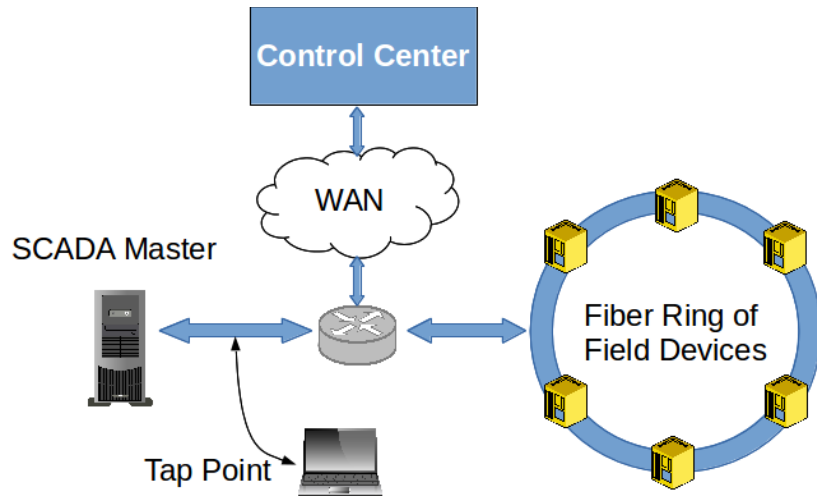 Control Center
WAN
SCADA Master
Fiber Ring of
Field Devices
Tap Point